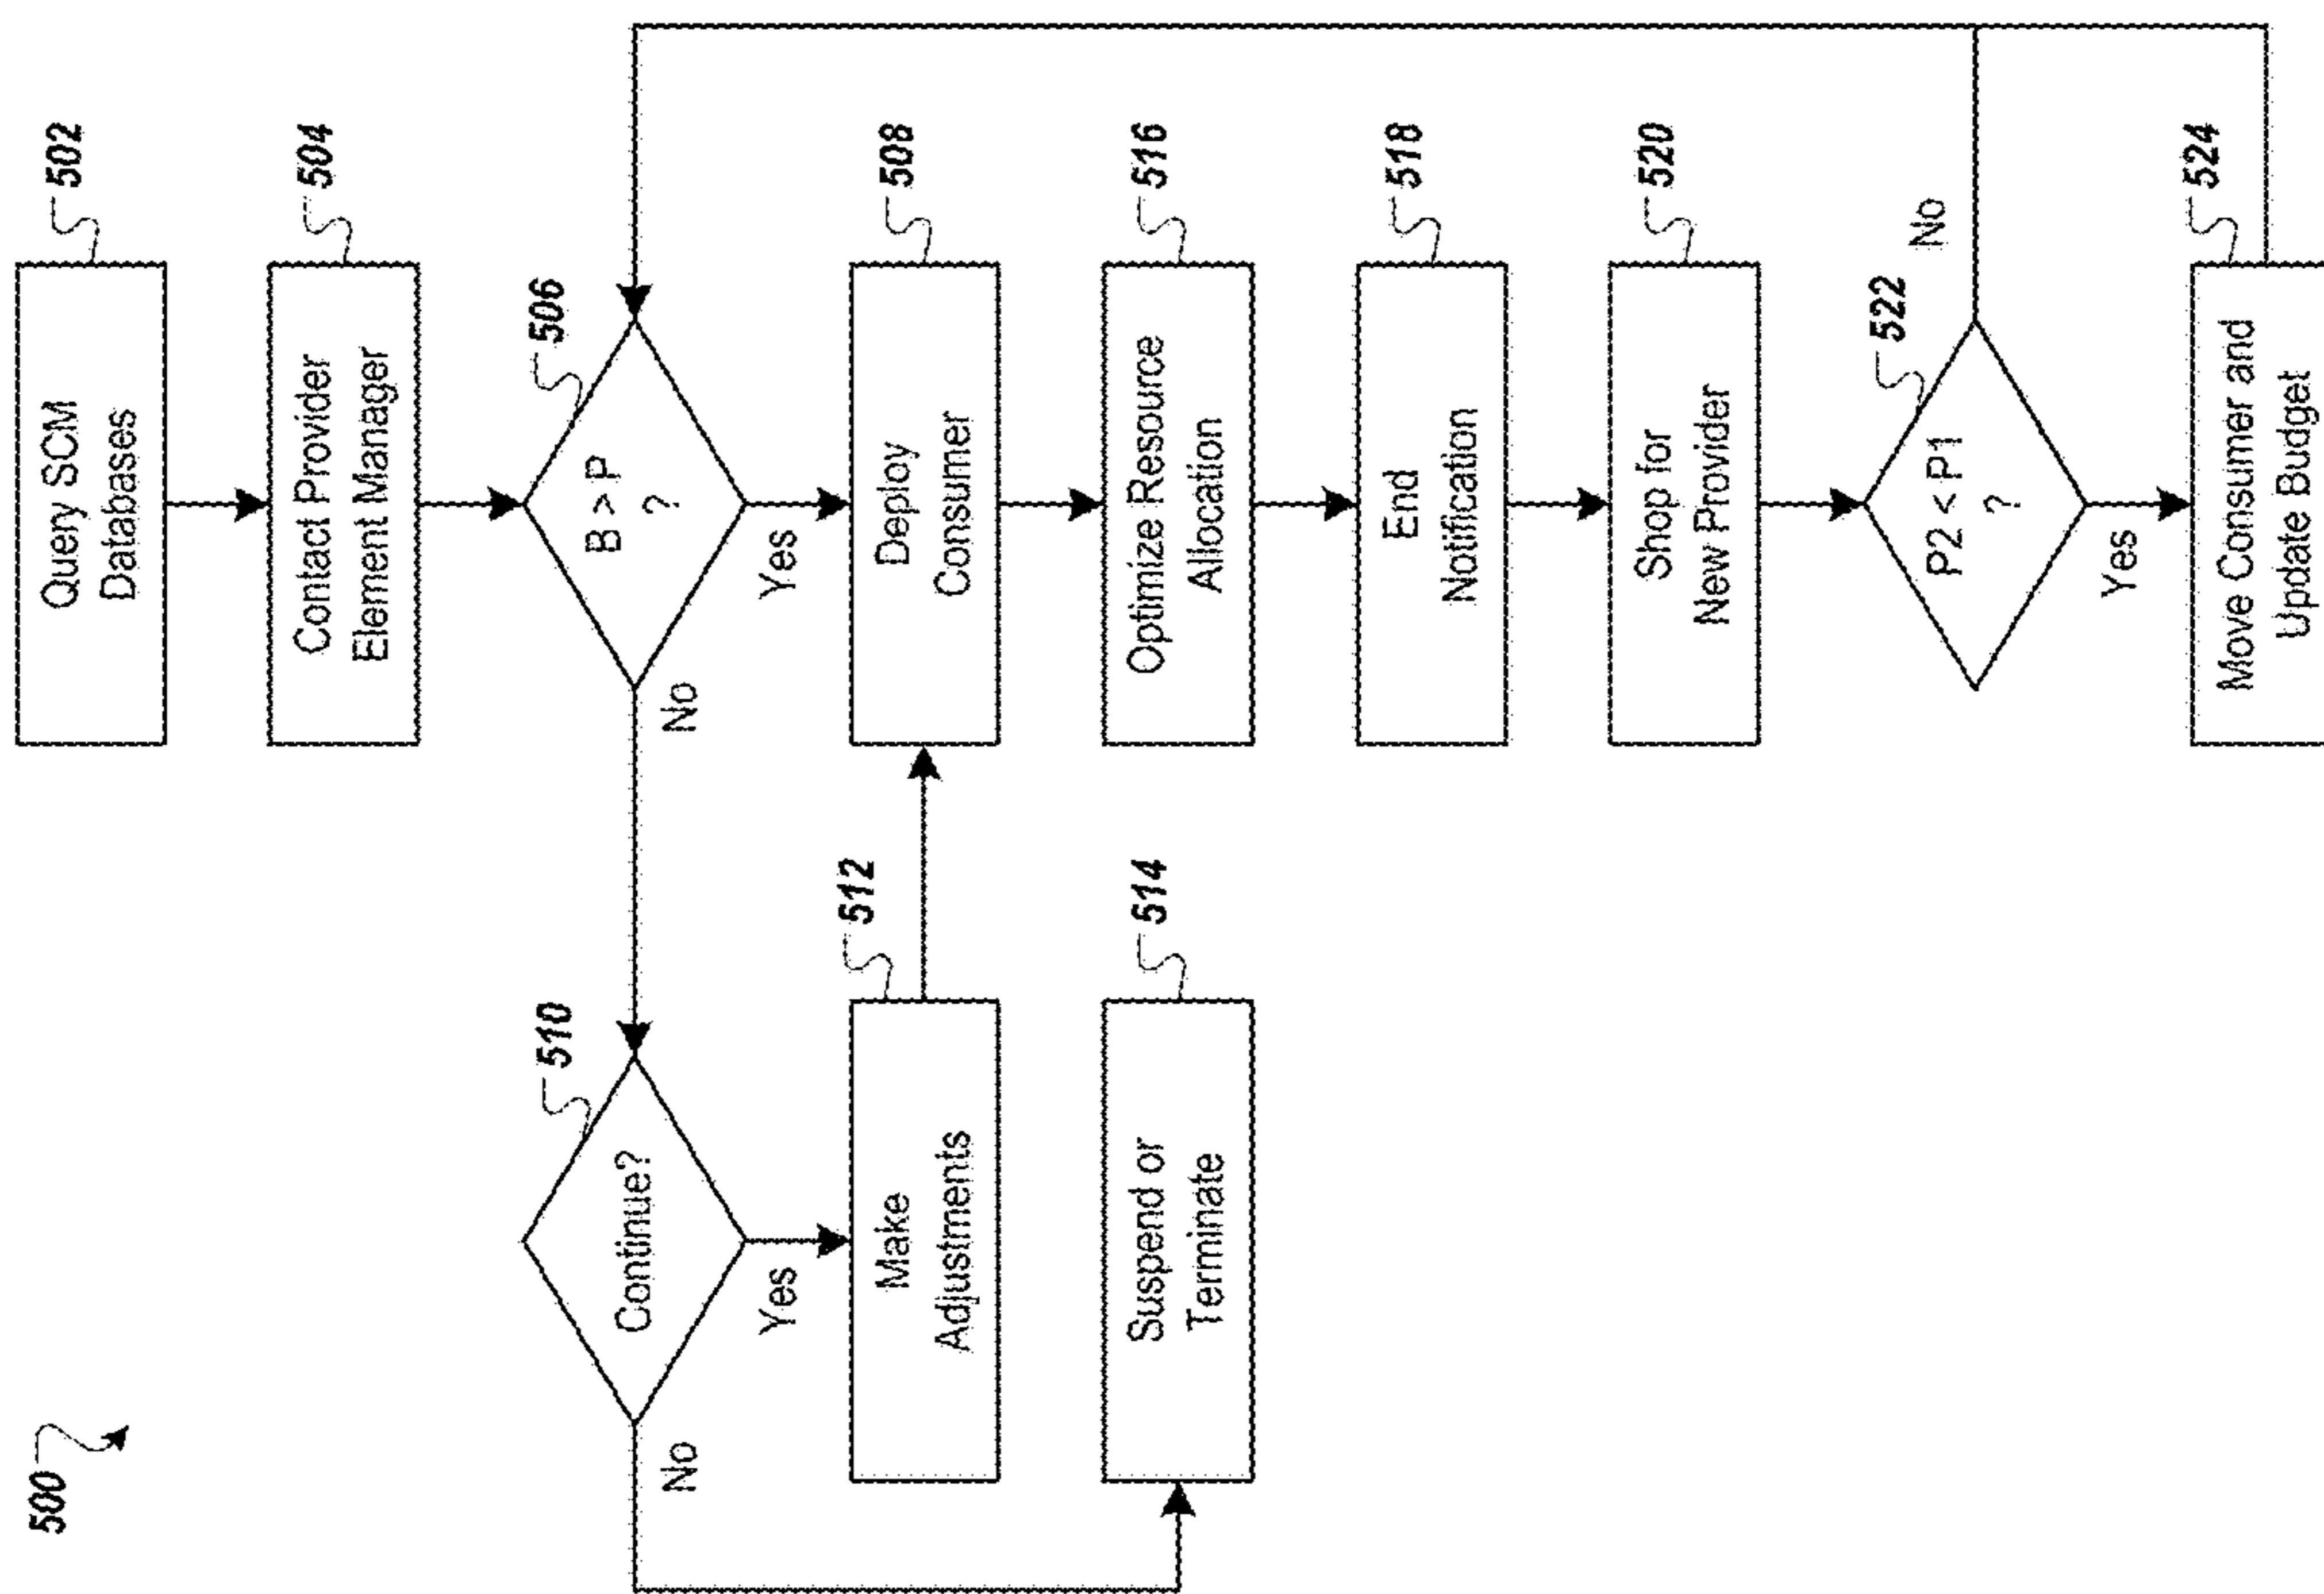 500
Query SCM
Databases
502
Contact Provider
Element Manager
504
B > P
?
506
No
Yes
Continue?
510
No
Yes
Make
Adjustments
512
Deploy
Consumer
508
Suspend or
Terminate
514
Optimize Resource
Allocation
516
End
Notification
518
Shop for
New Provider
520
P2 < P1
?
522
No
Yes
Move Consumer and
Update Budget
524